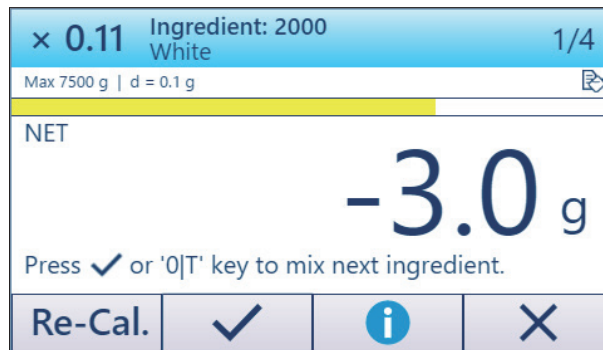 × 0.11 Ingredient: 2000 1/4
White
Max 7500 g | d = 0.1 g
NET
-3.0 g
Press ✓ or '0|T' key to mix next ingredient.
Re-Cal. ✓ i ×